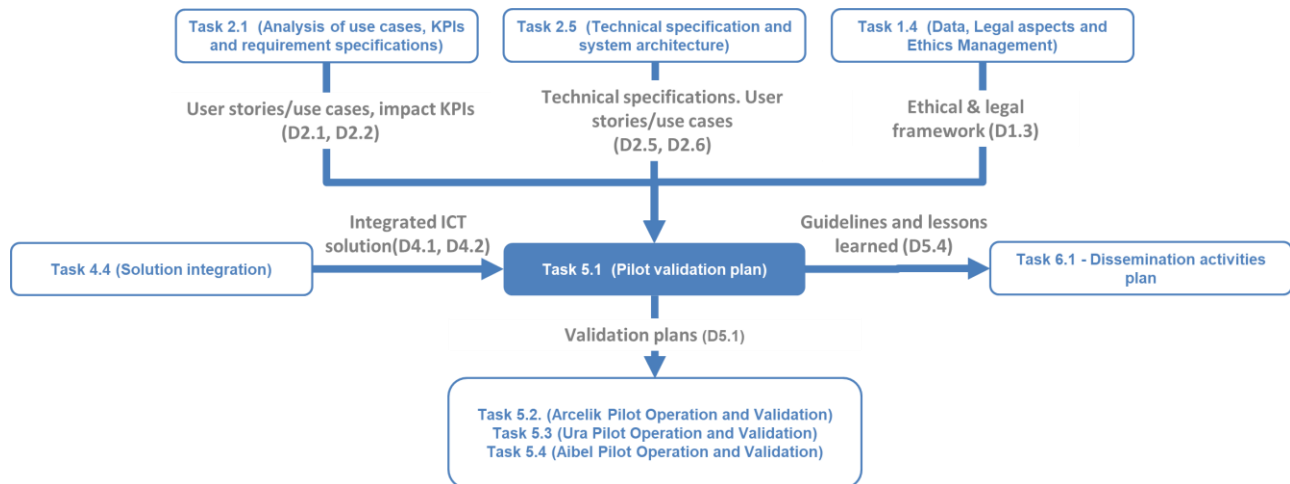 Task 2.1 (Analysis of use cases, KPIs
and requirement specifications)
Task 2.5 (Technical specification and
system architecture)
Task 1.4 (Data, Legal aspects and
Ethics Management)
User stories/use cases, impact KPIs
(D2.1, D2.2)
Technical specifications. User
stories/use cases
(D2.5, D2.6)
Ethical & legal
framework (D1.3)
Integrated ICT
solution(D4.1, D4.2)
Guidelines and lessons
learned (D5.4)
Task 4.4 (Solution integration)
Task 5.1 (Pilot validation plan)
Task 6.1 - Dissemination activities
plan
Validation plans (D5.1)
Task 5.2. (Arcelik Pilot Operation and Validation)
Task 5.3 (Ura Pilot Operation and Validation)
Task 5.4 (Aibel Pilot Operation and Validation)